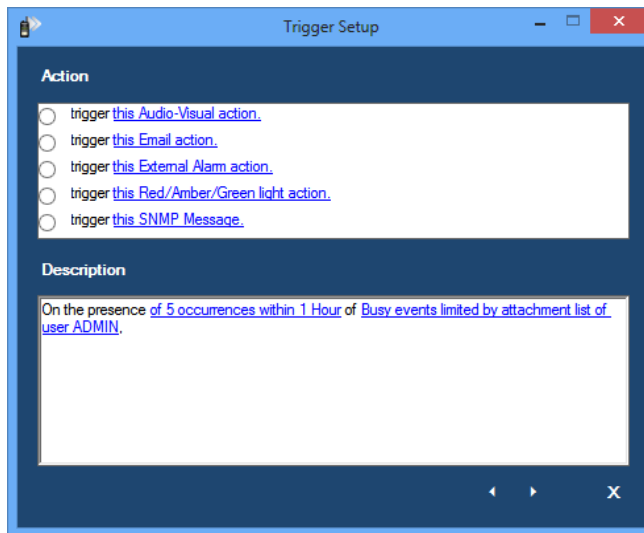 Trigger Setup
Action
trigger this Audio-Visual action.
trigger this Email action.
trigger this External Alarm action.
trigger this Red/Amber/Green light action.
trigger this SNMP Message.
Description
On the presence of 5 occurrences within 1 Hour of Busy events limited by attachment list of
user ADMIN,
X